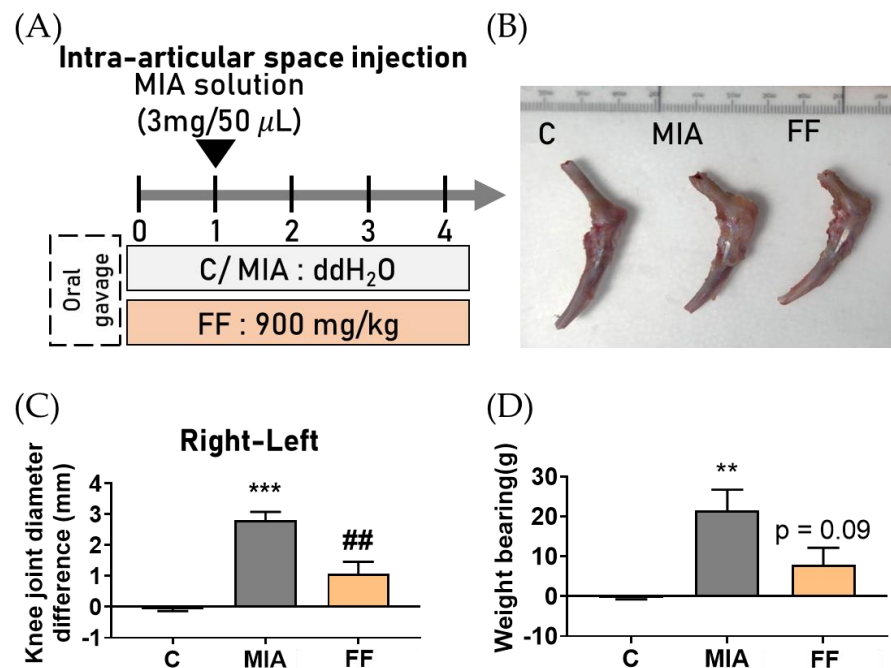 (A)
Intra-articular space injection
MIA solution
(3mg/50 μL)
0 1 2 3 4
Oral
gavage
C/ MIA : ddH₂O
FF : 900 mg/kg
(B)
C MIA FF
(C)
Right-Left
Knee joint diameter
difference (mm)
4
3
2
1
0
-1
***
##
C MIA FF
(D)
Weight bearing(g)
30
20
10
0
-10
**
p = 0.09
C MIA FF